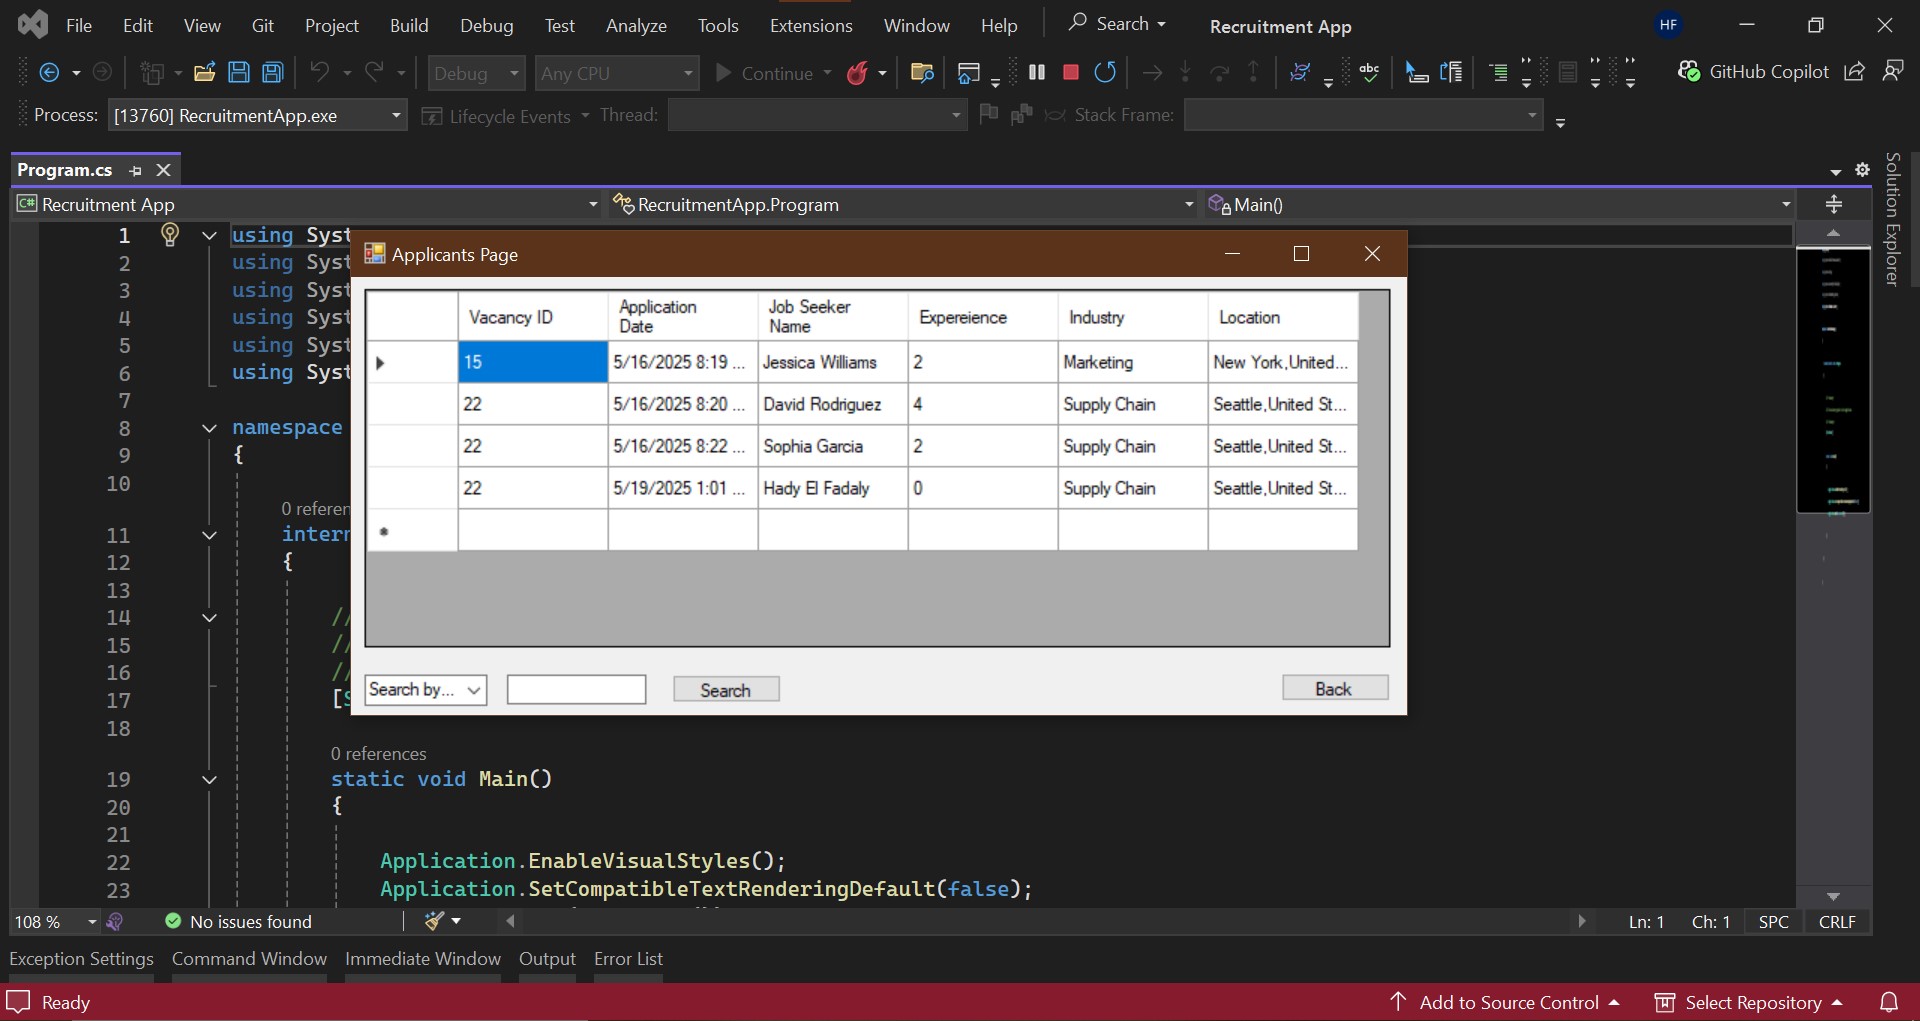 File Edit View Git Project Build Debug Test Analyze Tools Extensions Window Help Search Recruitment App HF
Debug Any CPU Continue abc GitHub Copilot
Process: [13760] RecruitmentApp.exe Lifecycle Events Thread: Stack Frame:
Program.cs
C# Recruitment App RecruitmentApp.Program Main()
Solution Explorer
1 using Syst
2 using Syst
3 using Syst
4 using Syst
5 using Syst
6 using Syst
7
8 namespace
9 {
10
0 referen
11 intern
12 {
13
14 //
15 //
16 //
17 [S
18
0 references
19 static void Main()
20 {
21
22 Application.EnableVisualStyles();
23 Application.SetCompatibleTextRenderingDefault(false);
Applicants Page
Vacancy ID Application Date Job Seeker Name Expereience Industry Location
15 5/16/2025 8:19 ... Jessica Williams 2 Marketing New York,United...
22 5/16/2025 8:20 ... David Rodriguez 4 Supply Chain Seattle,United St...
22 5/16/2025 8:22 ... Sophia Garcia 2 Supply Chain Seattle,United St...
22 5/19/2025 1:01 ... Hady El Fadaly 0 Supply Chain Seattle,United St...
Search by... Search Back
108 % No issues found Ln: 1 Ch: 1 SPC CRLF
Exception Settings Command Window Immediate Window Output Error List
Ready Add to Source Control Select Repository